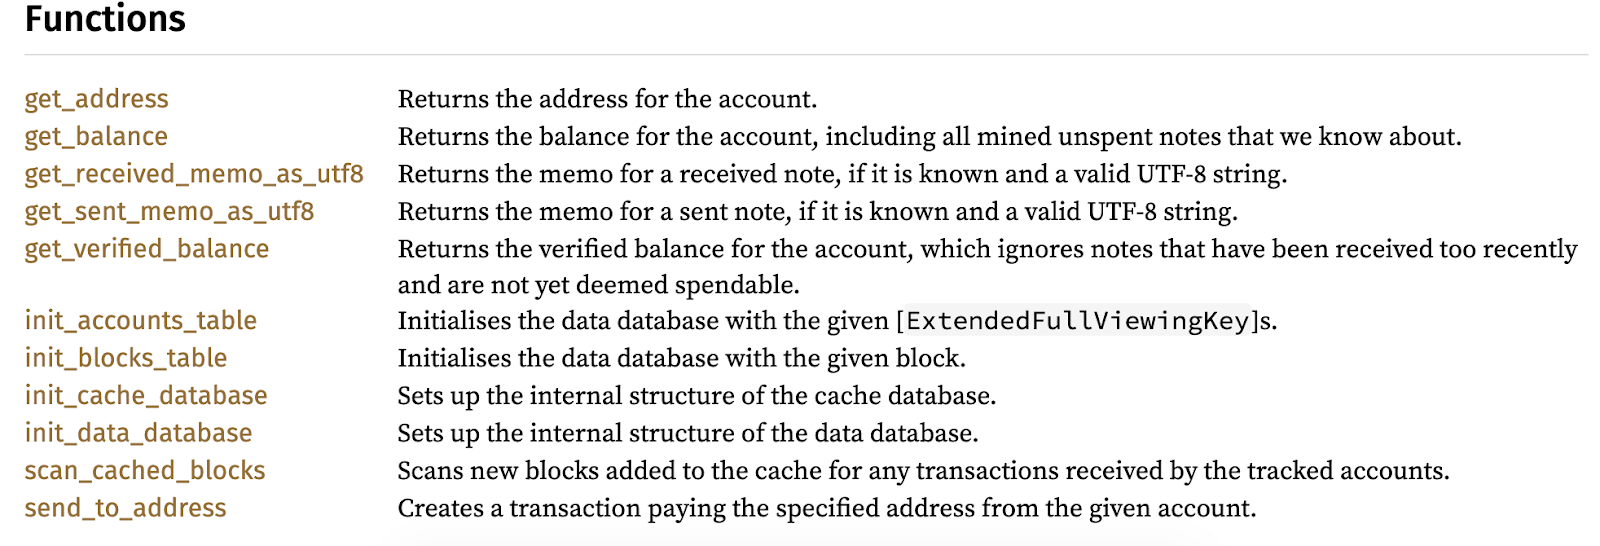 Functions
get_address Returns the address for the account.
get_balance Returns the balance for the account, including all mined unspent notes that we know about.
get_received_memo_as_utf8 Returns the memo for a received note, if it is known and a valid UTF-8 string.
get_sent_memo_as_utf8 Returns the memo for a sent note, if it is known and a valid UTF-8 string.
get_verified_balance Returns the verified balance for the account, which ignores notes that have been received too recently
and are not yet deemed spendable.
init_accounts_table Initialises the data database with the given [ExtendedFullViewingKey]s.
init_blocks_table Initialises the data database with the given block.
init_cache_database Sets up the internal structure of the cache database.
init_data_database Sets up the internal structure of the data database.
scan_cached_blocks Scans new blocks added to the cache for any transactions received by the tracked accounts.
send_to_address Creates a transaction paying the specified address from the given account.